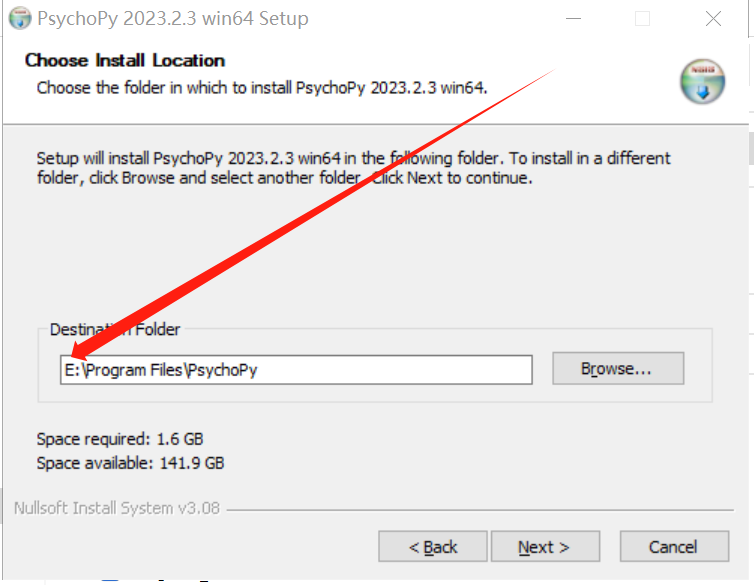 PsychoPy 2023.2.3 win64 Setup
Choose Install Location
Choose the folder in which to install PsychoPy 2023.2.3 win64.
Setup will install PsychoPy 2023.2.3 win64 in the following folder. To install in a different
folder, click Browse and select another folder. Click Next to continue.
Destination Folder
E:\Program Files\PsychoPy
Browse...
Space required: 1.6 GB
Space available: 141.9 GB
Nullsoft Install System v3.08
< Back
Next >
Cancel